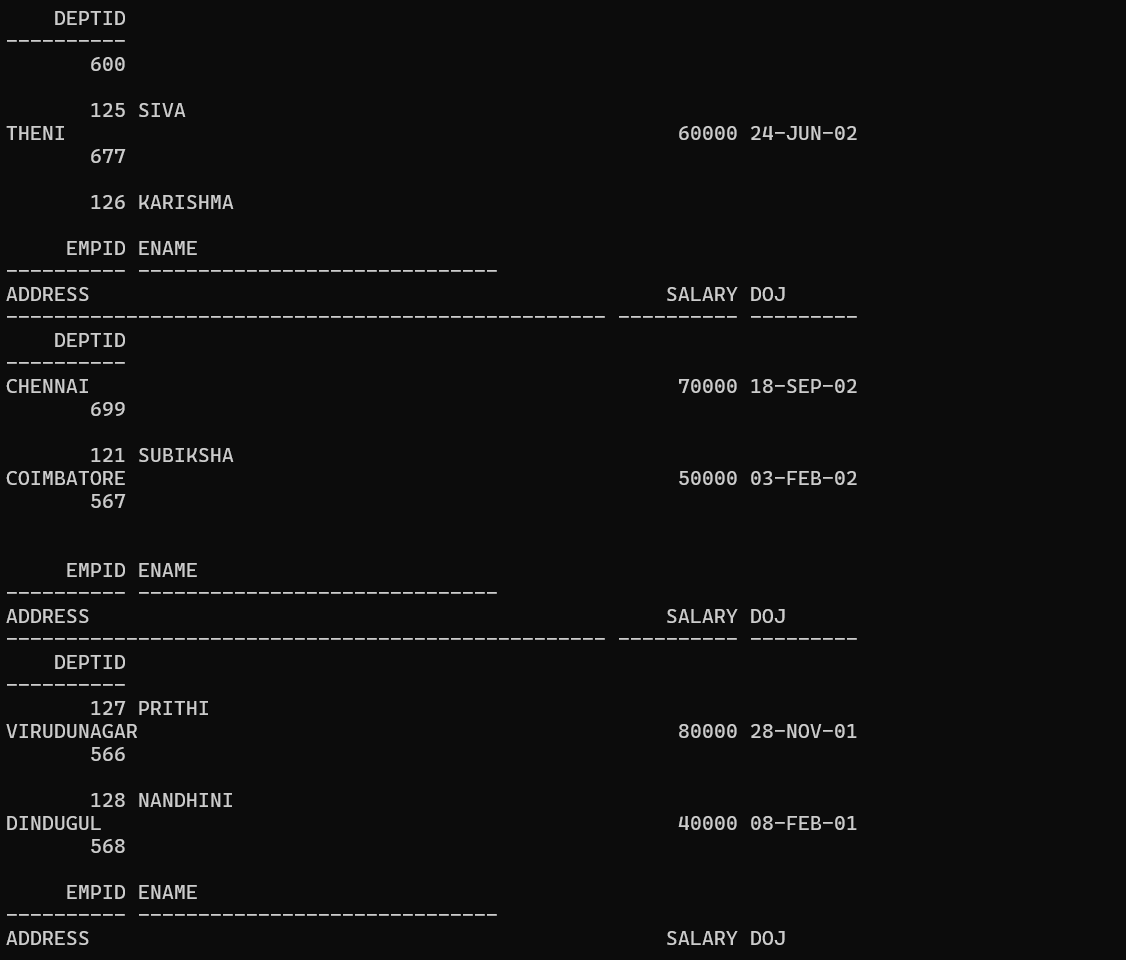 DEPTID
----------
       600
       125 SIVA
THENI                                                   60000 24-JUN-02
       677
       126 KARISHMA
     EMPID ENAME
---------- ------------------------------
ADDRESS                                                SALARY DOJ
-------------------------------------------------- ---------- ---------
    DEPTID
----------
CHENNAI                                                 70000 18-SEP-02
       699
       121 SUBIKSHA
COIMBATORE                                              50000 03-FEB-02
       567
     EMPID ENAME
---------- ------------------------------
ADDRESS                                                SALARY DOJ
-------------------------------------------------- ---------- ---------
    DEPTID
----------
       127 PRITHI
VIRUDUNAGAR                                             80000 28-NOV-01
       566
       128 NANDHINI
DINDUGUL                                                40000 08-FEB-01
       568
     EMPID ENAME
---------- ------------------------------
ADDRESS                                                SALARY DOJ